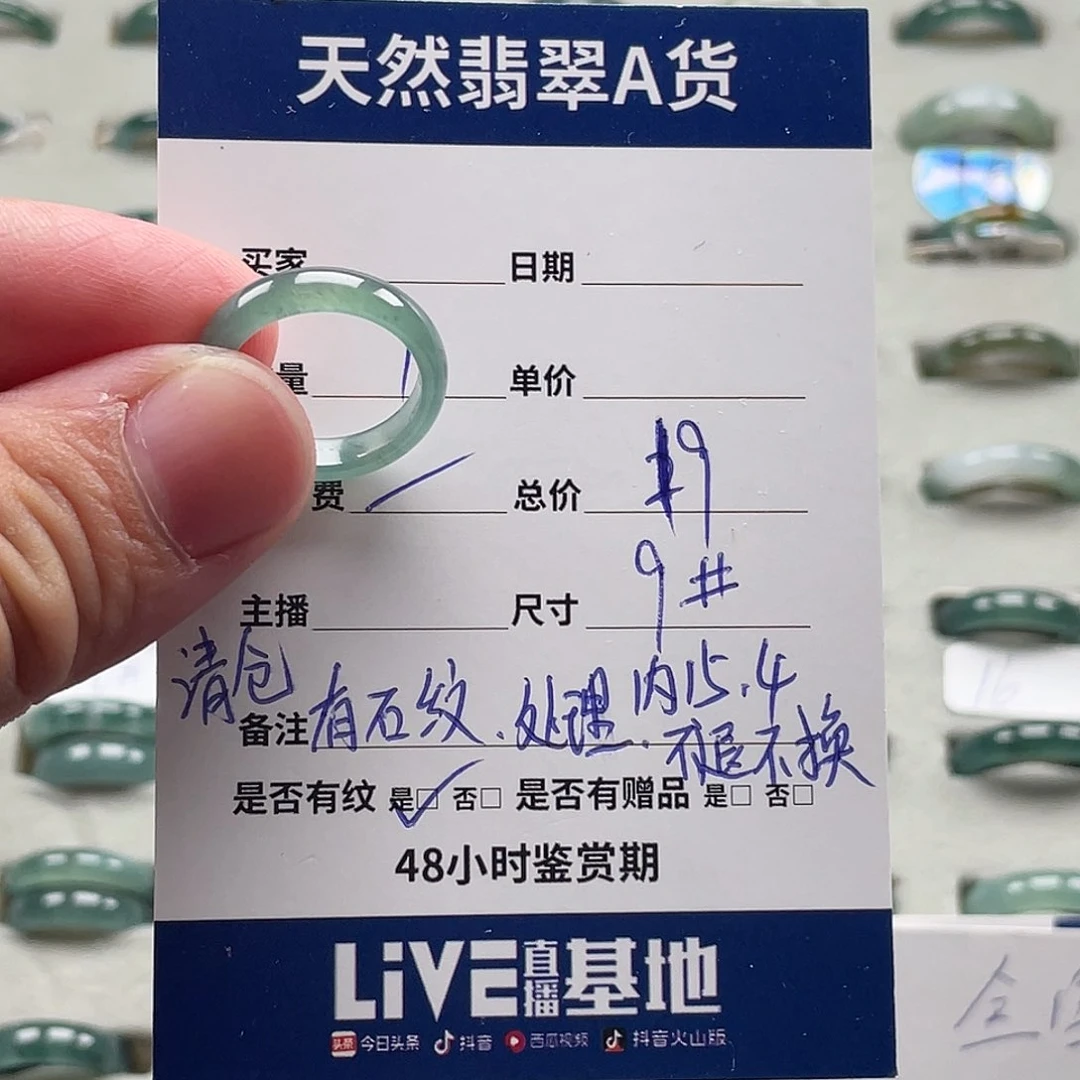 天然翡翠A货
买家 日期
量 1 单价
费 / 总价 19
主播 尺寸 9#
清仓
备注 有石纹.处理.内15.4
不退不换
是否有纹 是□✓ 否□ 是否有赠品 是□ 否□
48小时鉴赏期
LiVE直播基地
头条 今日头条 抖音 西瓜视频 抖音火山版
16